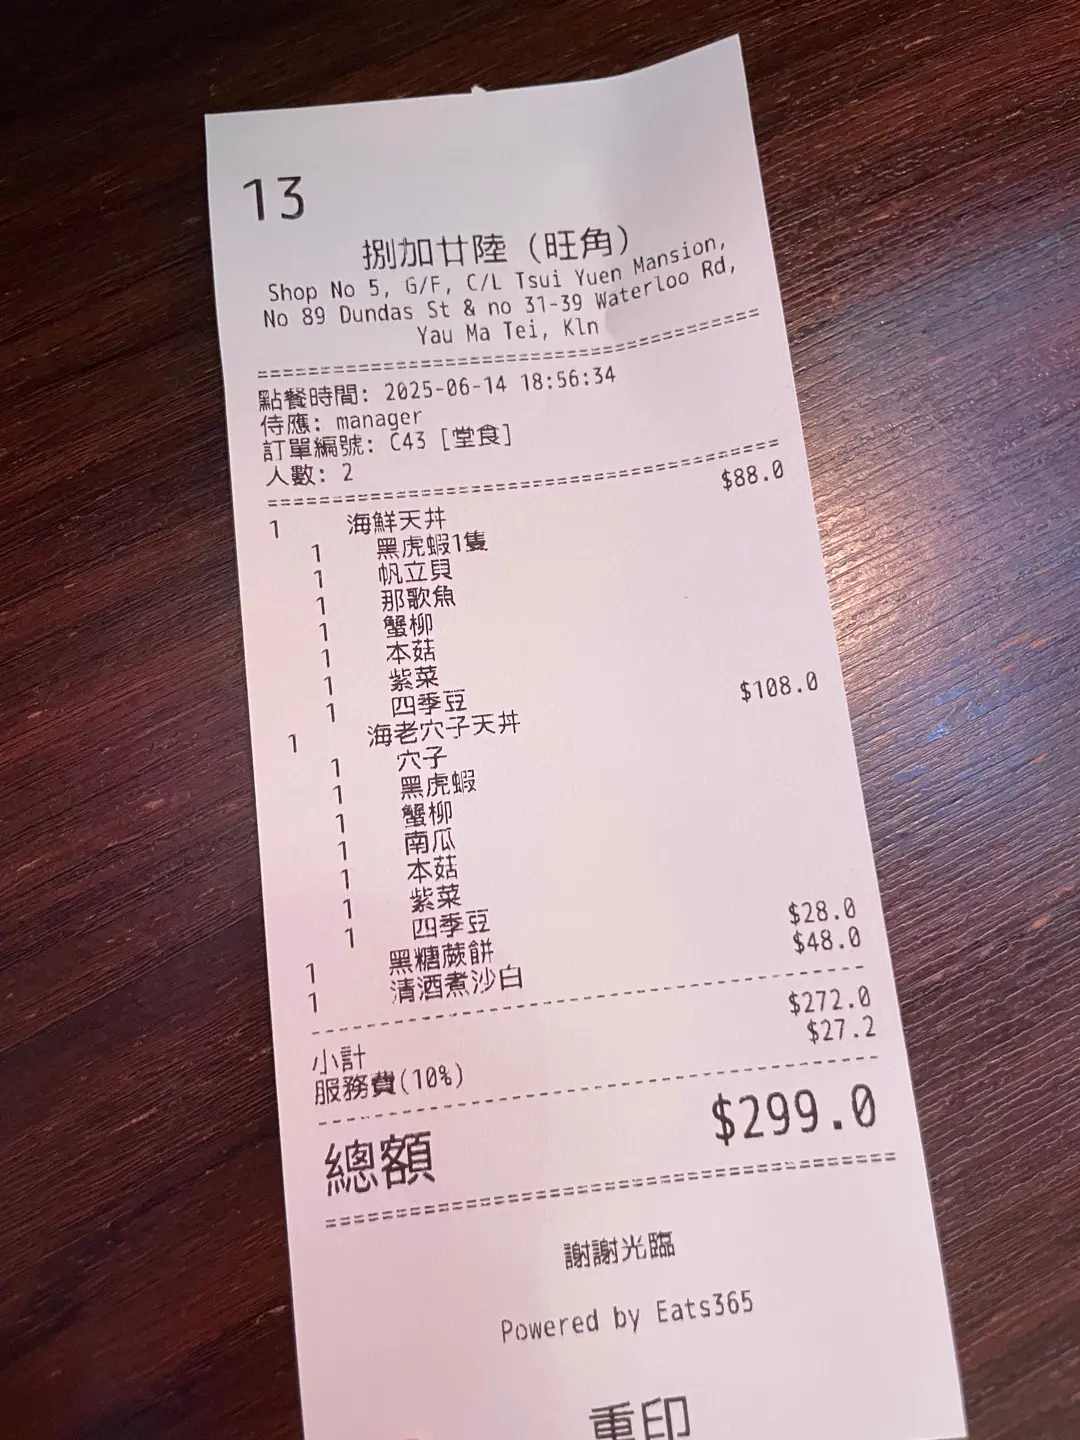 13
捌加廿陸（旺角）
Shop No 5, G/F, C/L Tsui Yuen Mansion,
No 89 Dundas St & no 31-39 Waterloo Rd,
Yau Ma Tei, Kln
點餐時間: 2025-06-14 18:56:34
侍應: manager
訂單編號: C43 [堂食]
人數: 2
1 海鮮天丼 $88.0
1 黑虎蝦1隻
1 帆立貝
1 那歌魚
1 蟹柳
1 本菇
1 紫菜
1 四季豆
1 海老穴子天丼 $108.0
1 穴子
1 黑虎蝦
1 蟹柳
1 南瓜
1 本菇
1 紫菜
1 四季豆
1 黑糖蕨餅 $28.0
1 清酒煮沙白 $48.0
小計 $272.0
服務費(10%) $27.2
總額 $299.0
謝謝光臨
Powered by Eats365
重印